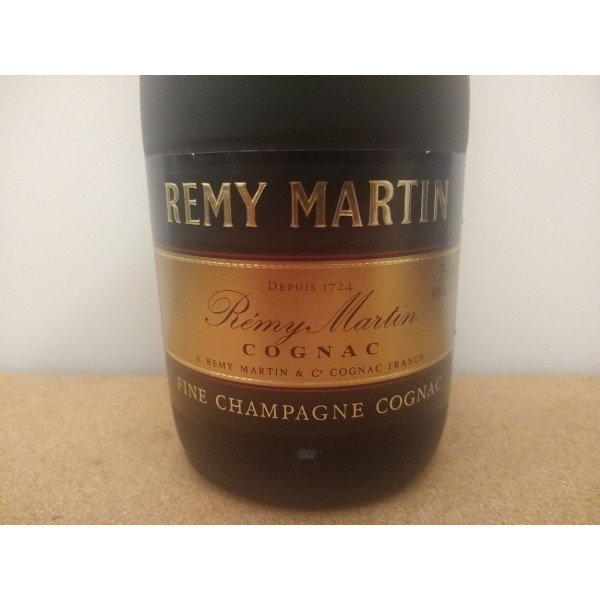 REMY MARTIN
DEPUIS 1724
Rémy Martin
COGNAC
E. REMY MARTIN & Cº COGNAC FRANCE
FINE CHAMPAGNE COGNAC